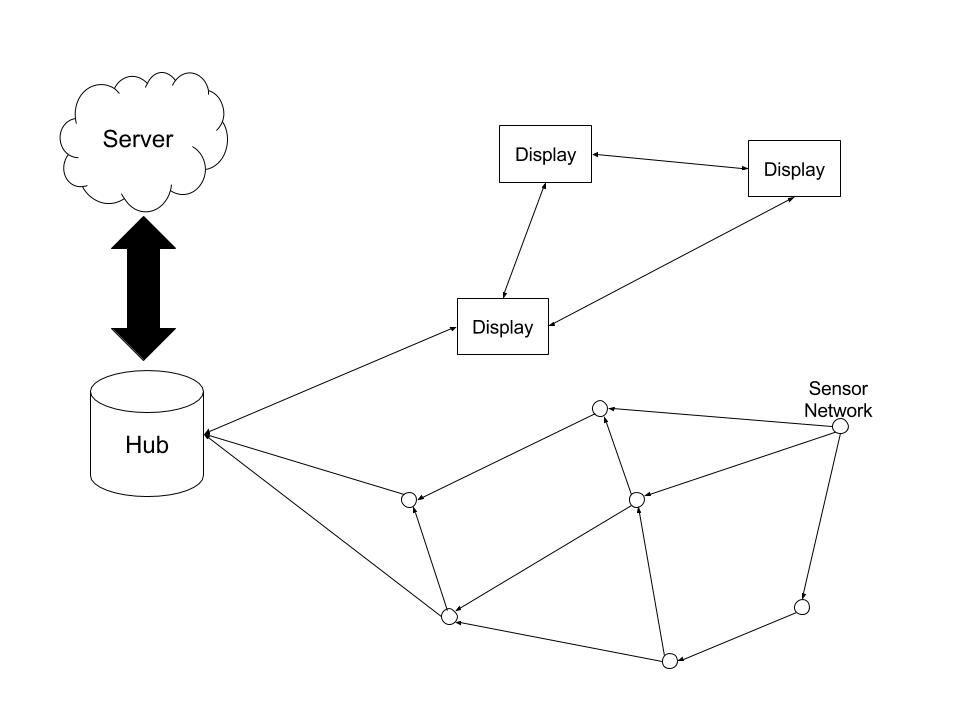 Server
Display
Display
Display
Sensor
Network
Hub